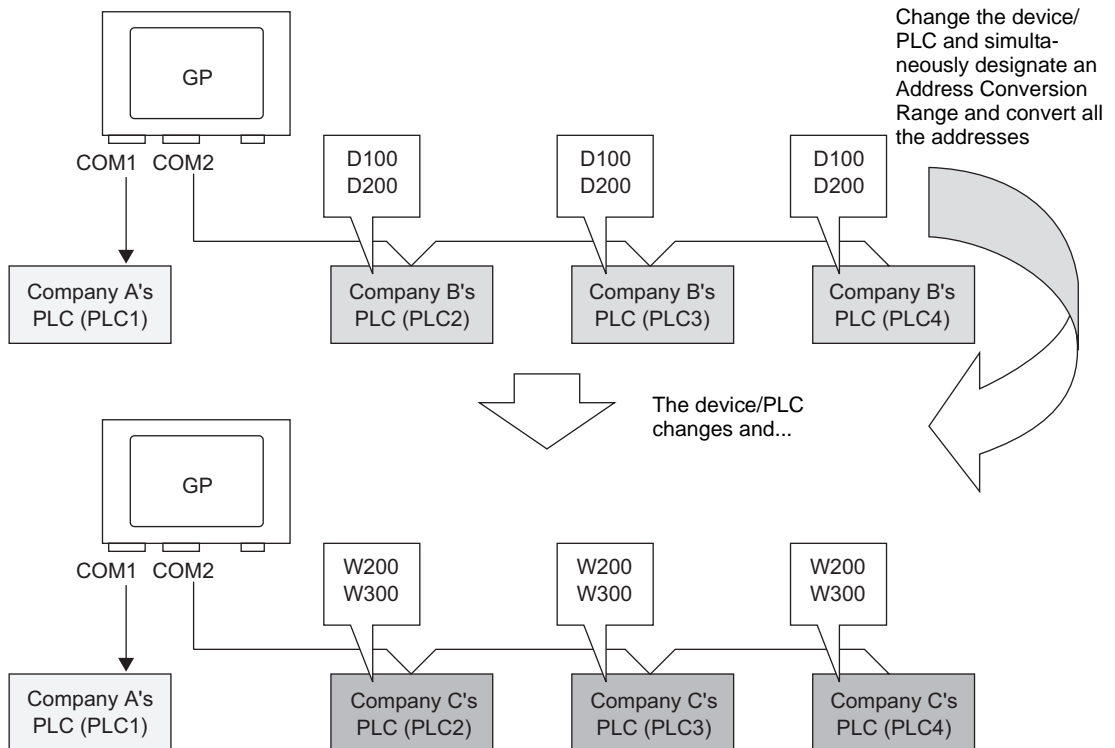 Change the device/
PLC and simulta-
neously designate an
Address Conversion
Range and convert all
the addresses
GP
COM1 COM2
D100
D200
D100
D200
D100
D200
Company A's
PLC (PLC1)
Company B's
PLC (PLC2)
Company B's
PLC (PLC3)
Company B's
PLC (PLC4)
The device/PLC
changes and...
GP
COM1 COM2
W200
W300
W200
W300
W200
W300
Company A's
PLC (PLC1)
Company C's
PLC (PLC2)
Company C's
PLC (PLC3)
Company C's
PLC (PLC4)